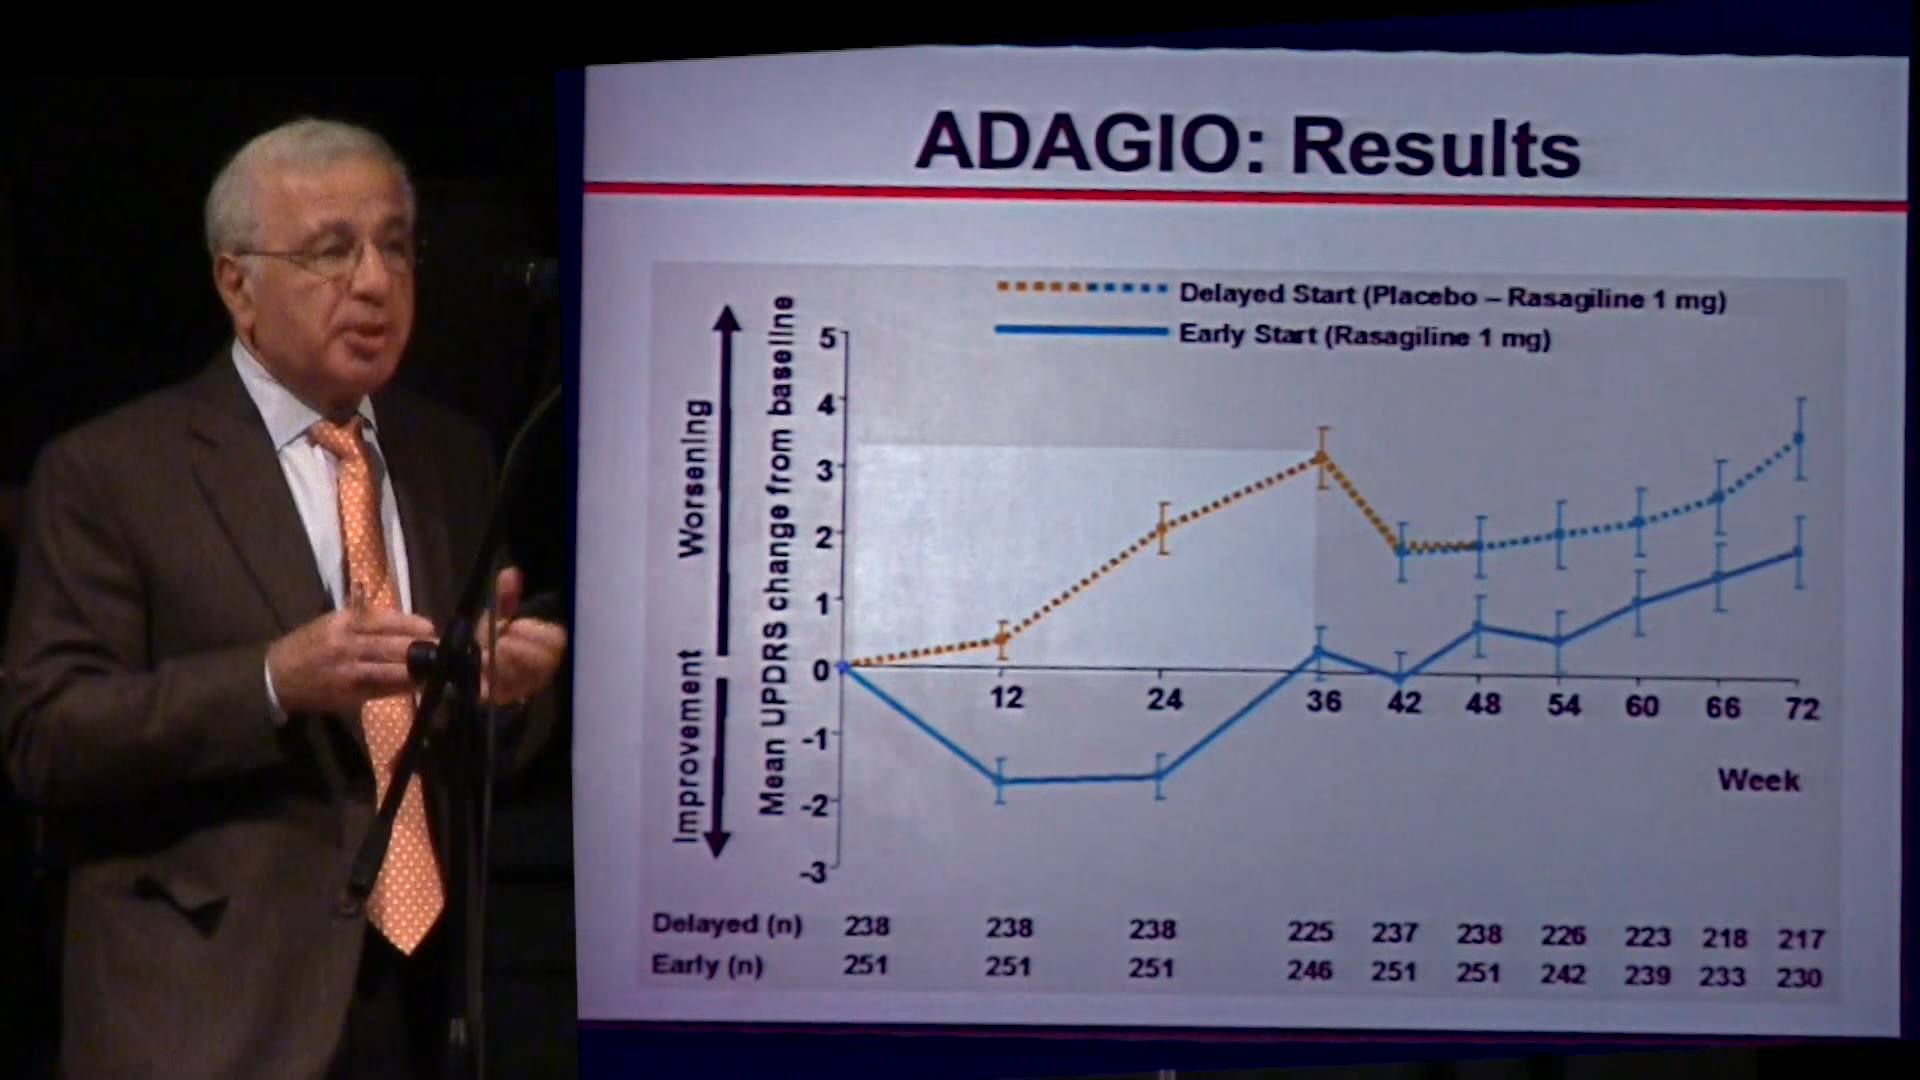 ADAGIO: Results
Delayed Start (Placebo – Rasagiline 1 mg)
Early Start (Rasagiline 1 mg)
Worsening
Improvement
Mean UPDRS change from baseline
5
4
3
2
1
0
-1
-2
-3
12 24 36 42 48 54 60 66 72
Week
Delayed (n) 238 238 238 225 237 238 226 223 218 217
Early (n) 251 251 251 246 251 251 242 239 233 230